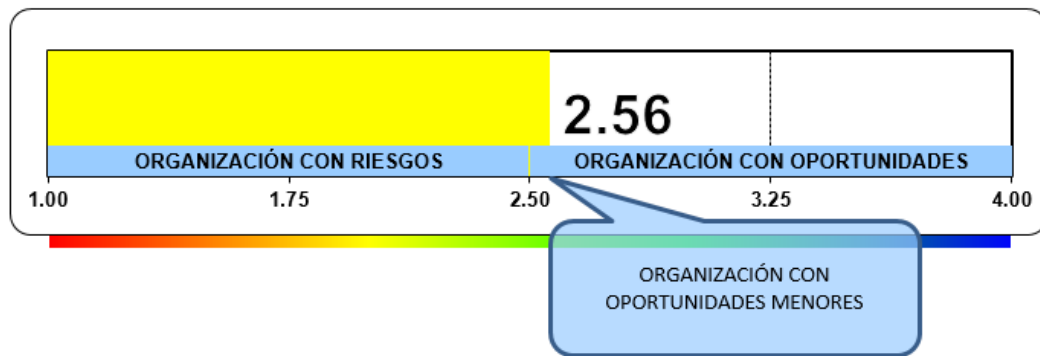 2.56
ORGANIZACIÓN CON RIESGOS
ORGANIZACIÓN CON OPORTUNIDADES
1.00
1.75
2.50
3.25
4.00
ORGANIZACIÓN CON
OPORTUNIDADES MENORES